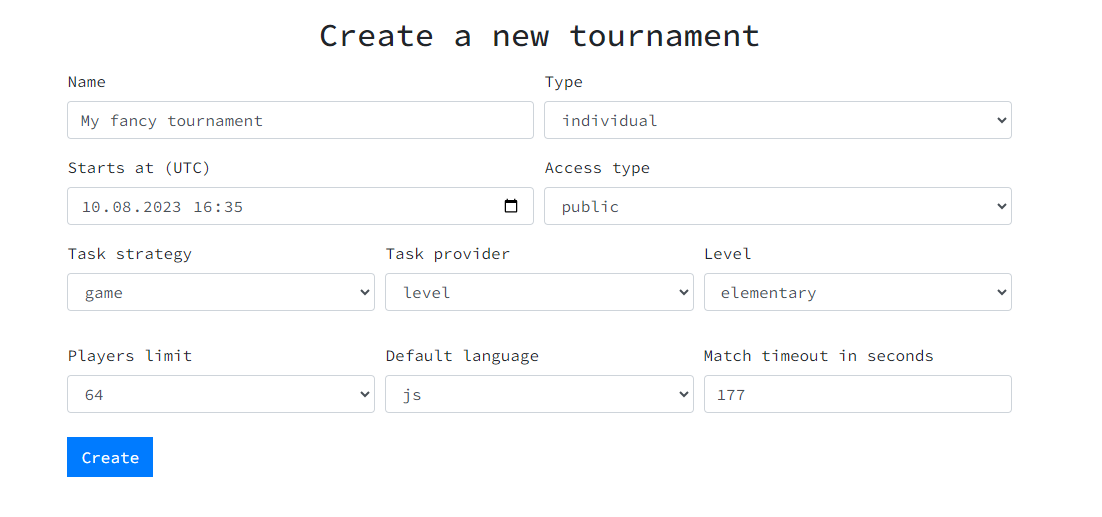 Create a new tournament
Name Type
My fancy tournament individual
Starts at (UTC) Access type
10.08.2023 16:35 public
Task strategy Task provider Level
game level elementary
Players limit Default language Match timeout in seconds
64 js 177
Create